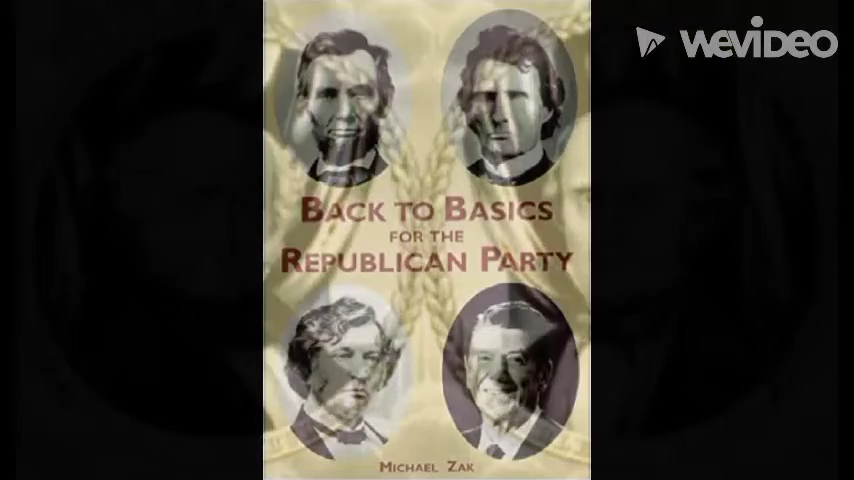 WEVIDEO
BACK TO BASICS
FOR THE
REPUBLICAN PARTY
MICHAEL ZAK